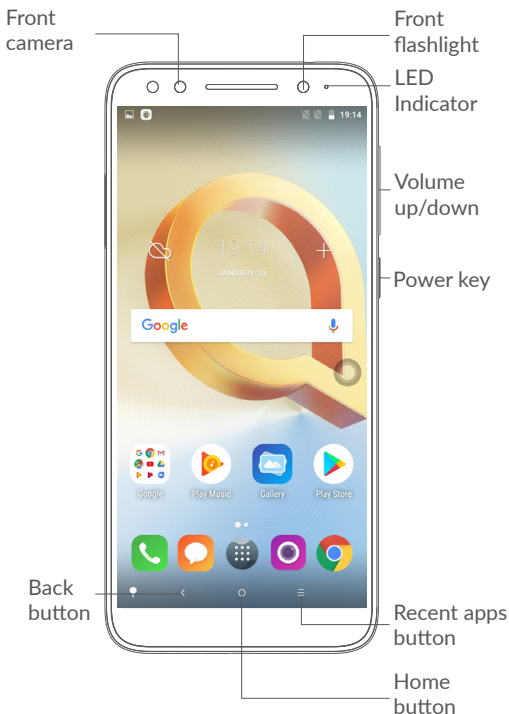 Front
camera
Front
flashlight
LED
Indicator
19:14
Volume
up/down
19:14
JANUARY 30
Power key
Google
Google
Play Music
Gallery
Play Store
Back
button
Recent apps
button
Home
button